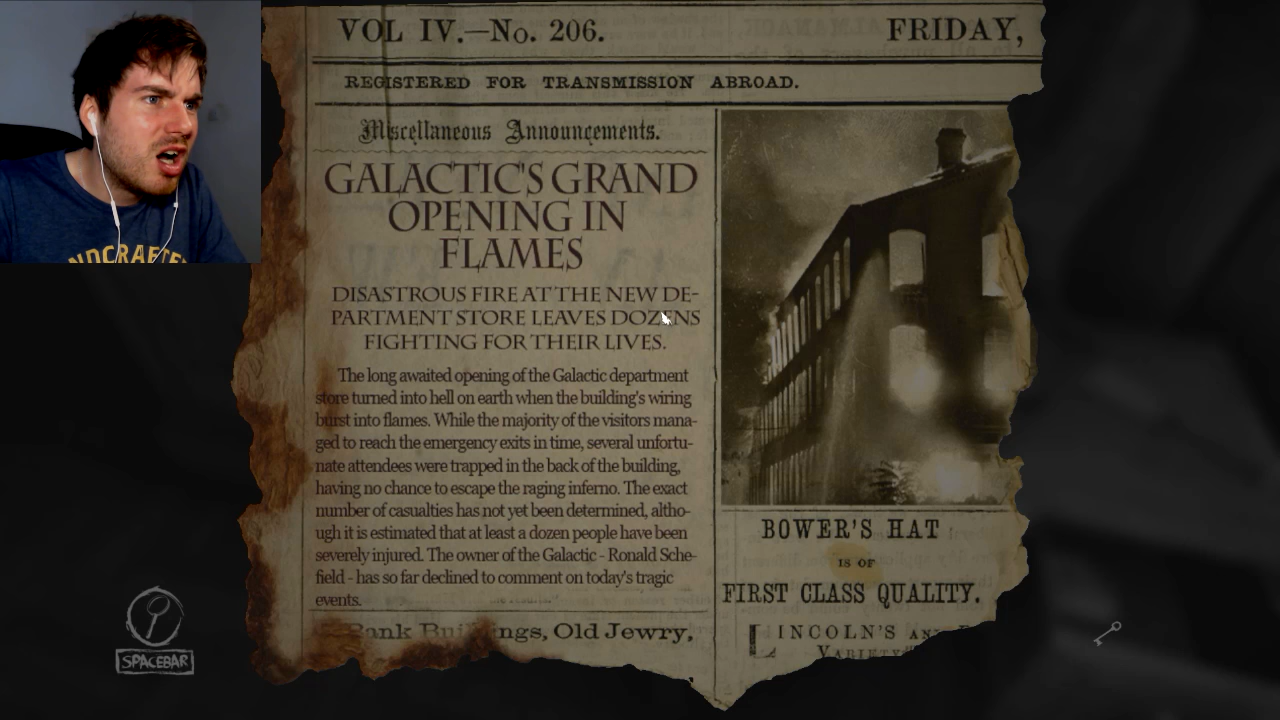 VOL IV.—No. 206.
FRIDAY,
REGISTERED FOR TRANSMISSION ABROAD.
Miscellaneous Announcements.
GALACTIC'S GRAND
OPENING IN
FLAMES
DISASTROUS FIRE AT THE NEW DE-
PARTMENT STORE LEAVES DOZENS
FIGHTING FOR THEIR LIVES.
The long awaited opening of the Galactic department
store turned into hell on earth when the building's wiring
burst into flames. While the majority of the visitors mana-
ged to reach the emergency exits in time, several unfortu-
nate attendees were trapped in the back of the building,
having no chance to escape the raging inferno. The exact
number of casualties has not yet been determined, altho-
ugh it is estimated that at least a dozen people have been
severely injured. The owner of the Galactic - Ronald Sche-
field - has so far declined to comment on today's tragic
events.
Bank Buildings, Old Jewry,
BOWER'S HAT
IS OF
FIRST CLASS QUALITY.
LINCOLN'S
SPACEBAR